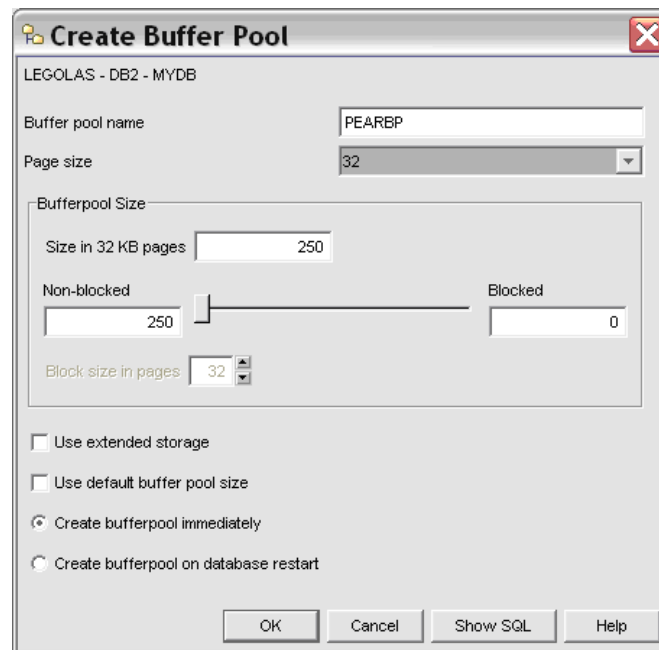 Create Buffer Pool
LEGOLAS - DB2 - MYDB
Buffer pool name PEARBP
Page size 32
Bufferpool Size
Size in 32 KB pages 250
Non-blocked Blocked
250 0
Block size in pages 32
Use extended storage
Use default buffer pool size
Create bufferpool immediately
Create bufferpool on database restart
OK Cancel Show SQL Help